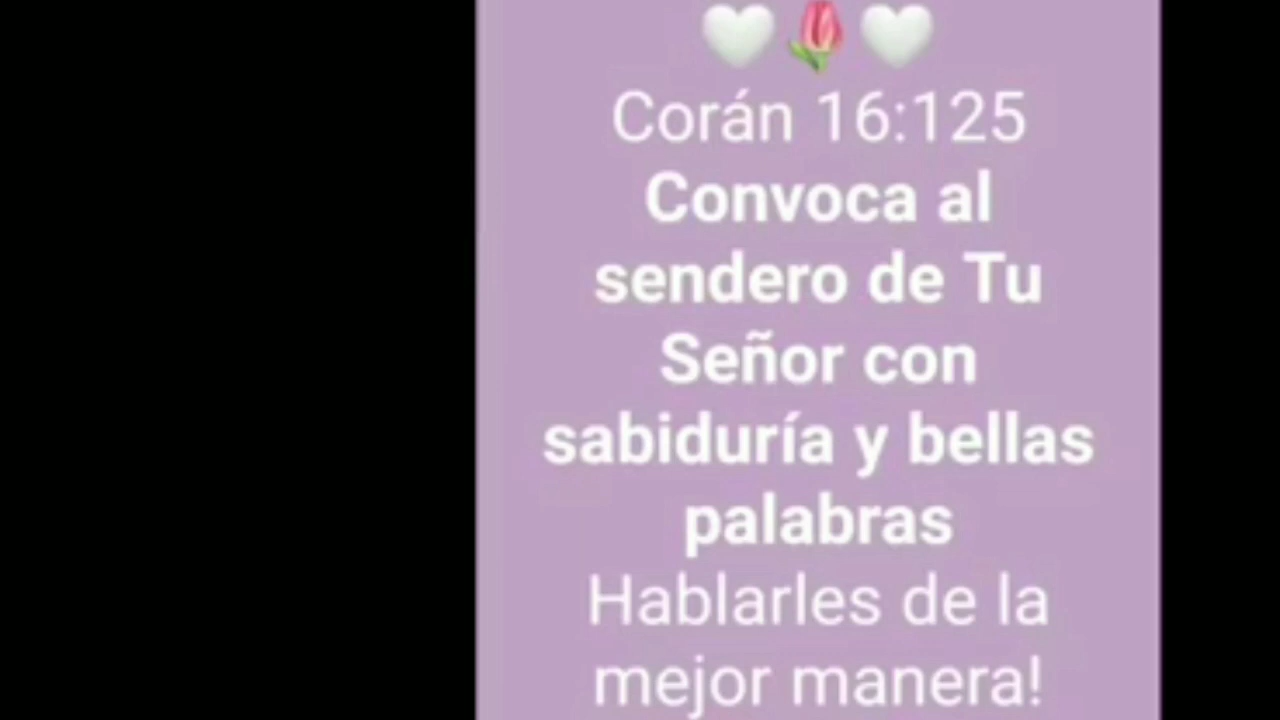 🤍🌷🤍
Corán 16:125
Convoca al
sendero de Tu
Señor con
sabiduría y bellas
palabras
Hablarles de la
mejor manera!